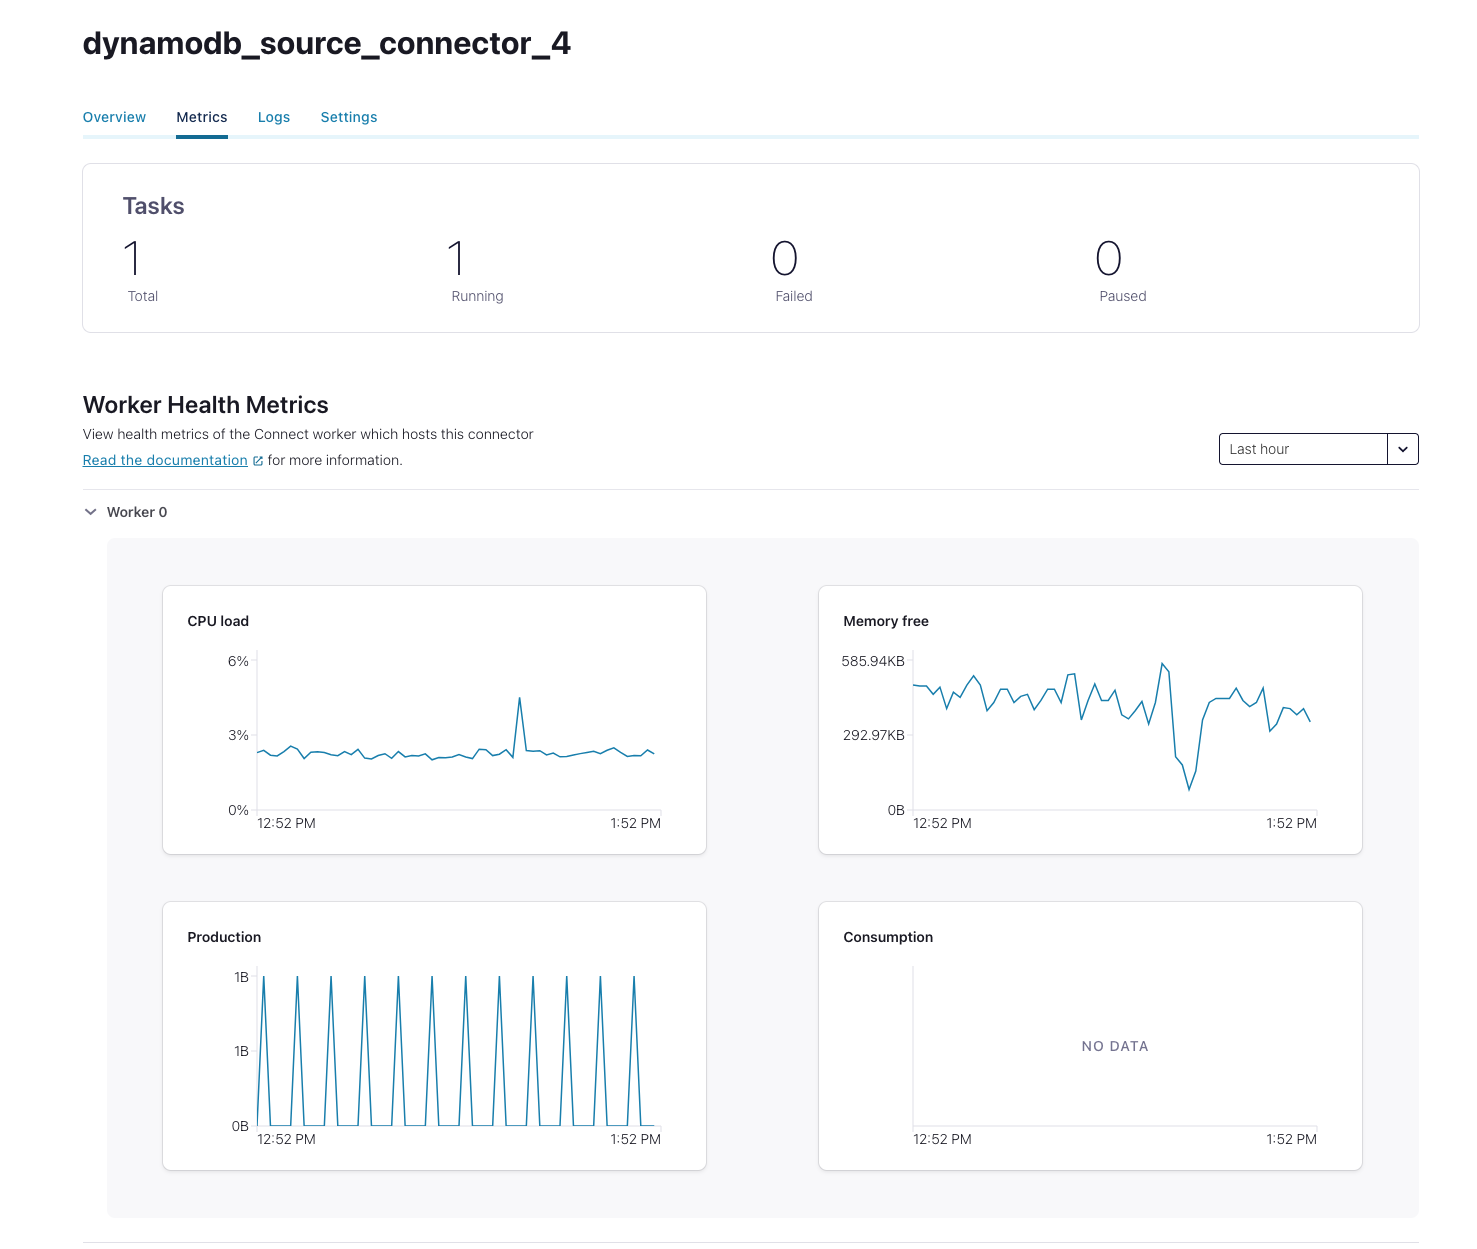 dynamodb_source_connector_4
Overview Metrics Logs Settings
Tasks
1 1 0 0
Total Running Failed Paused
Worker Health Metrics
View health metrics of the Connect worker which hosts this connector
Read the documentation for more information.
Last hour
Worker 0
CPU load
6%
3%
0%
12:52 PM 1:52 PM
Memory free
585.94KB
292.97KB
0B
12:52 PM 1:52 PM
Production
1B
1B
0B
12:52 PM 1:52 PM
Consumption
NO DATA
12:52 PM 1:52 PM